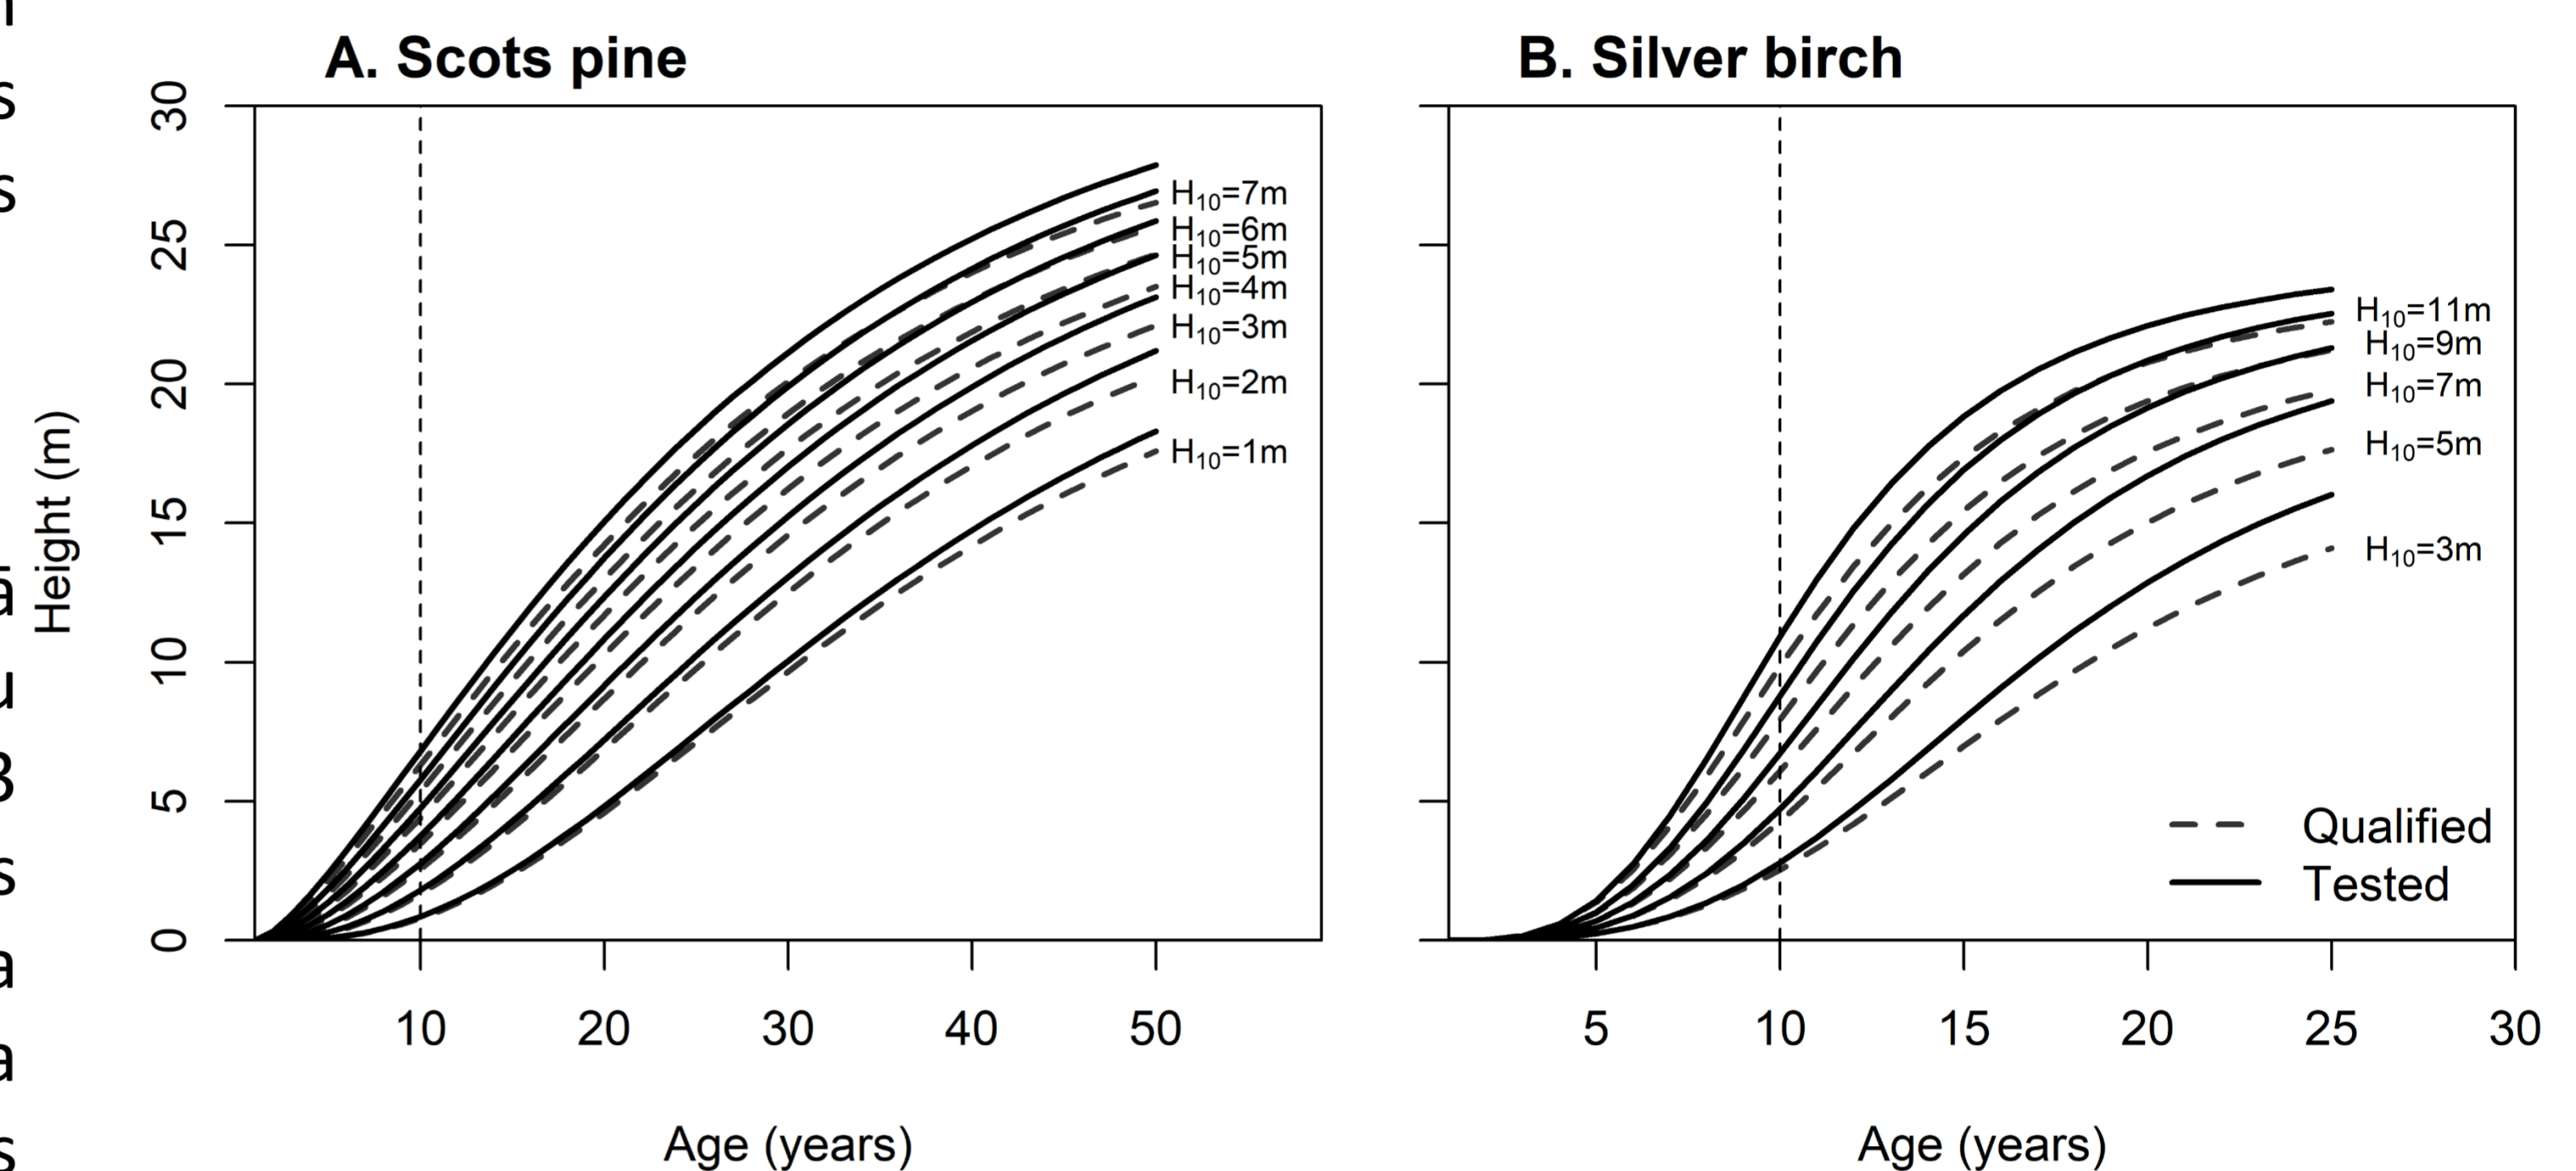 A. Scots pine
B. Silver birch
Height (m)
30
25
20
15
10
5
0
H10=7m
H10=6m
H10=5m
H10=4m
H10=3m
H10=2m
H10=1m
10 20 30 40 50
Age (years)
H10=11m
H10=9m
H10=7m
H10=5m
H10=3m
Qualified
Tested
5 10 15 20 25 30
Age (years)